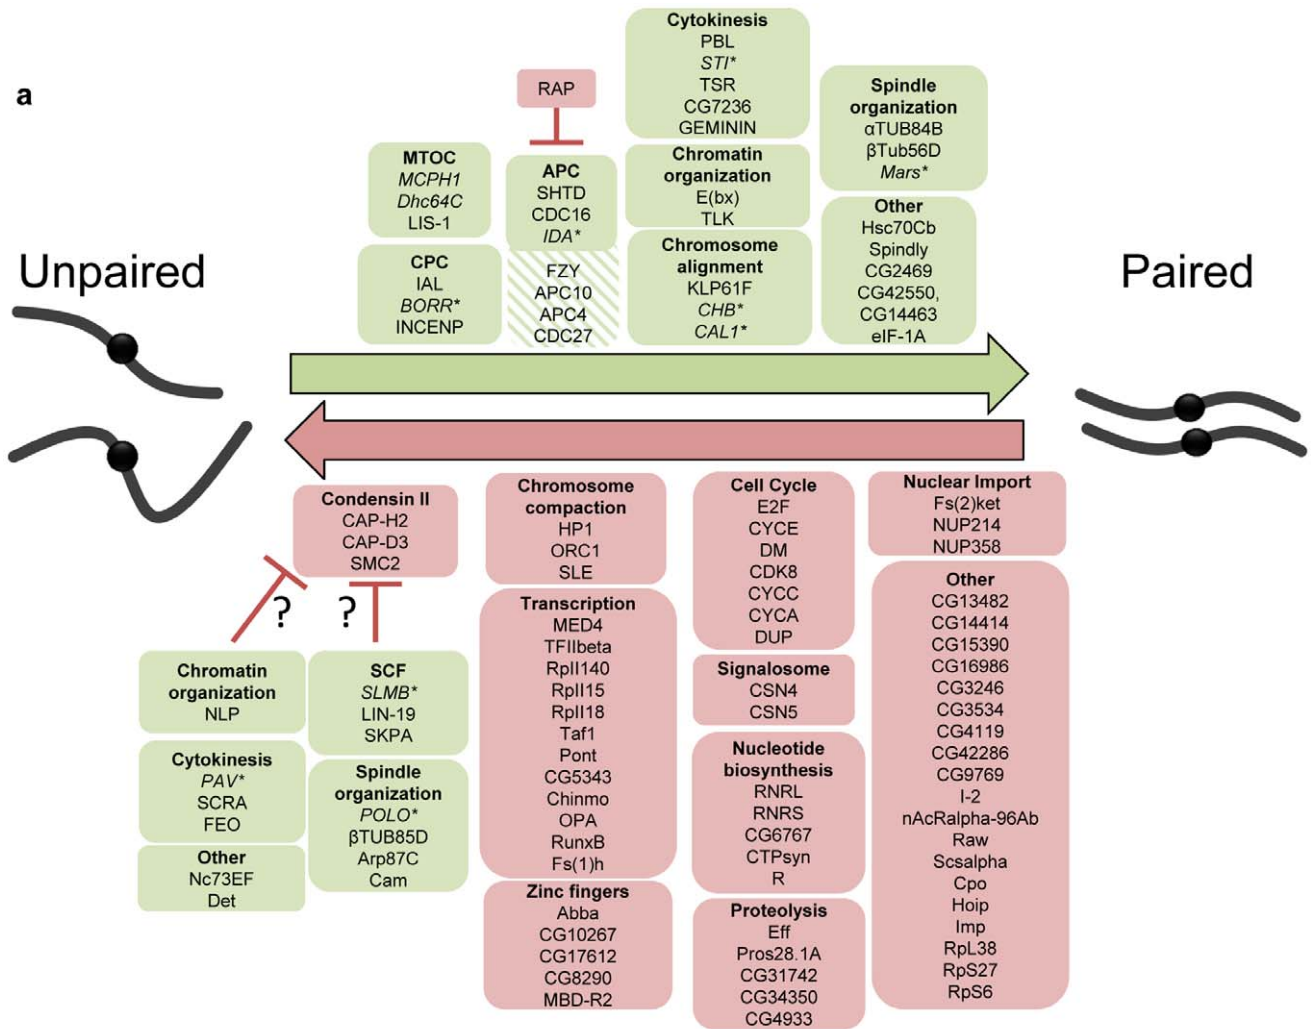 a
RAP
MTOC
MCPH1
Dhc64C
LIS-1
CPC
IAL
BORR*
INCENP
APC
SHTD
CDC16
IDA*
FZY
APC10
APC4
CDC27
Cytokinesis
PBL
STI*
TSR
CG7236
GEMININ
Chromatin
organization
E(bx)
TLK
Chromosome
alignment
KLP61F
CHB*
CAL1*
Spindle
organization
αTUB84B
βTub56D
Mars*
Other
Hsc70Cb
Spindly
CG2469
CG42550,
CG14463
eIF-1A
Unpaired
Paired
Condensin II
CAP-H2
CAP-D3
SMC2
?
?
Chromatin
organization
NLP
Cytokinesis
PAV*
SCRA
FEO
Other
Nc73EF
Det
SCF
SLMB*
LIN-19
SKPA
Spindle
organization
POLO*
βTUB85D
Arp87C
Cam
Chromosome
compaction
HP1
ORC1
SLE
Transcription
MED4
TFIIbeta
RpII140
RpII15
RpII18
Taf1
Pont
CG5343
Chinmo
OPA
RunxB
Fs(1)h
Zinc fingers
Abba
CG10267
CG17612
CG8290
MBD-R2
Cell Cycle
E2F
CYCE
DM
CDK8
CYCC
CYCA
DUP
Signalosome
CSN4
CSN5
Nucleotide
biosynthesis
RNRL
RNRS
CG6767
CTPsyn
R
Proteolysis
Eff
Pros28.1A
CG31742
CG34350
CG4933
Nuclear Import
Fs(2)ket
NUP214
NUP358
Other
CG13482
CG14414
CG15390
CG16986
CG3246
CG3534
CG4119
CG42286
CG9769
I-2
nAcRalpha-96Ab
Raw
Scsalpha
Cpo
Hoip
Imp
RpL38
RpS27
RpS6